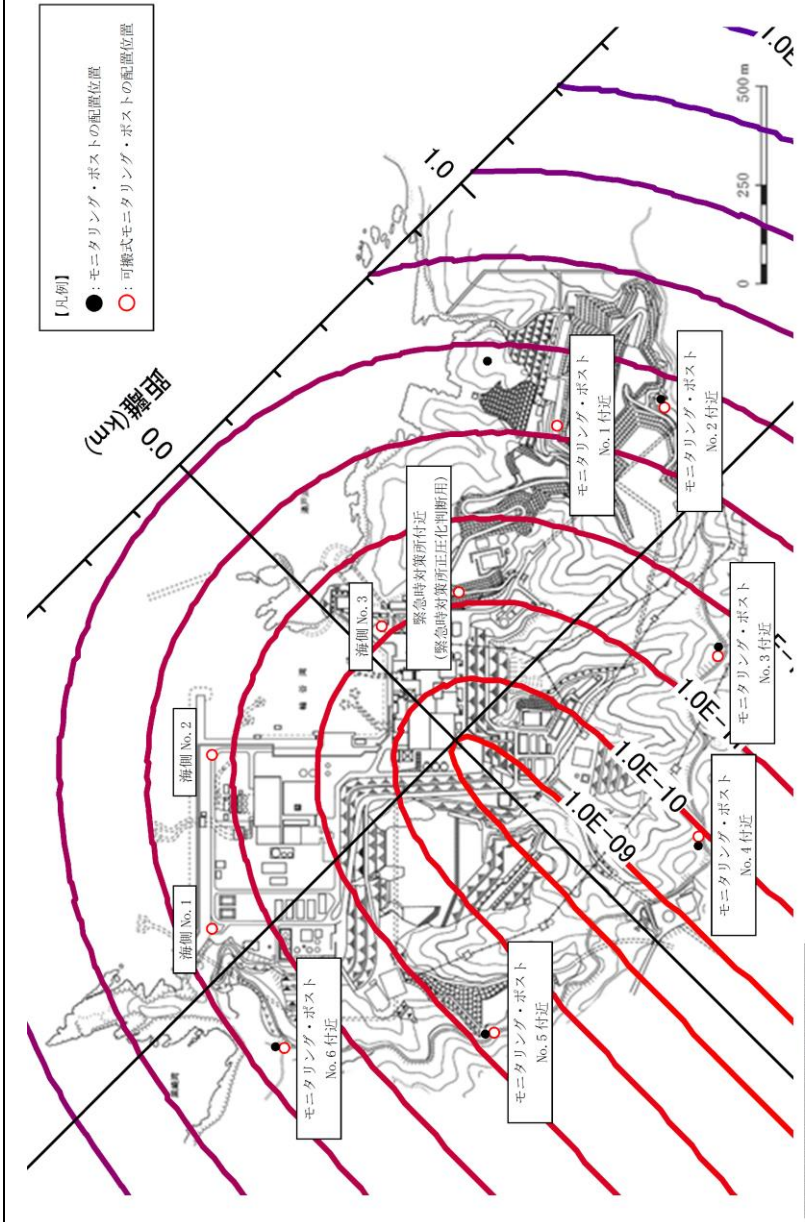 【凡例】
●：モニタリング・ポストの配置位置
○：可搬式モニタリング・ポストの配置位置
距離(km)
0.0
1.0
1.0E
0
250
500m
海側 No.1
海側 No.2
海側 No.3
緊急時対策所付近
(緊急時対策所正圧化判断用)
モニタリング・ポスト
No.1 付近
モニタリング・ポスト
No.2 付近
モニタリング・ポスト
No.3 付近
モニタリング・ポスト
No.4 付近
モニタリング・ポスト
No.5 付近
モニタリング・ポスト
No.6 付近
1.0E-09
1.0E-10
1.0E-11
輪谷湾